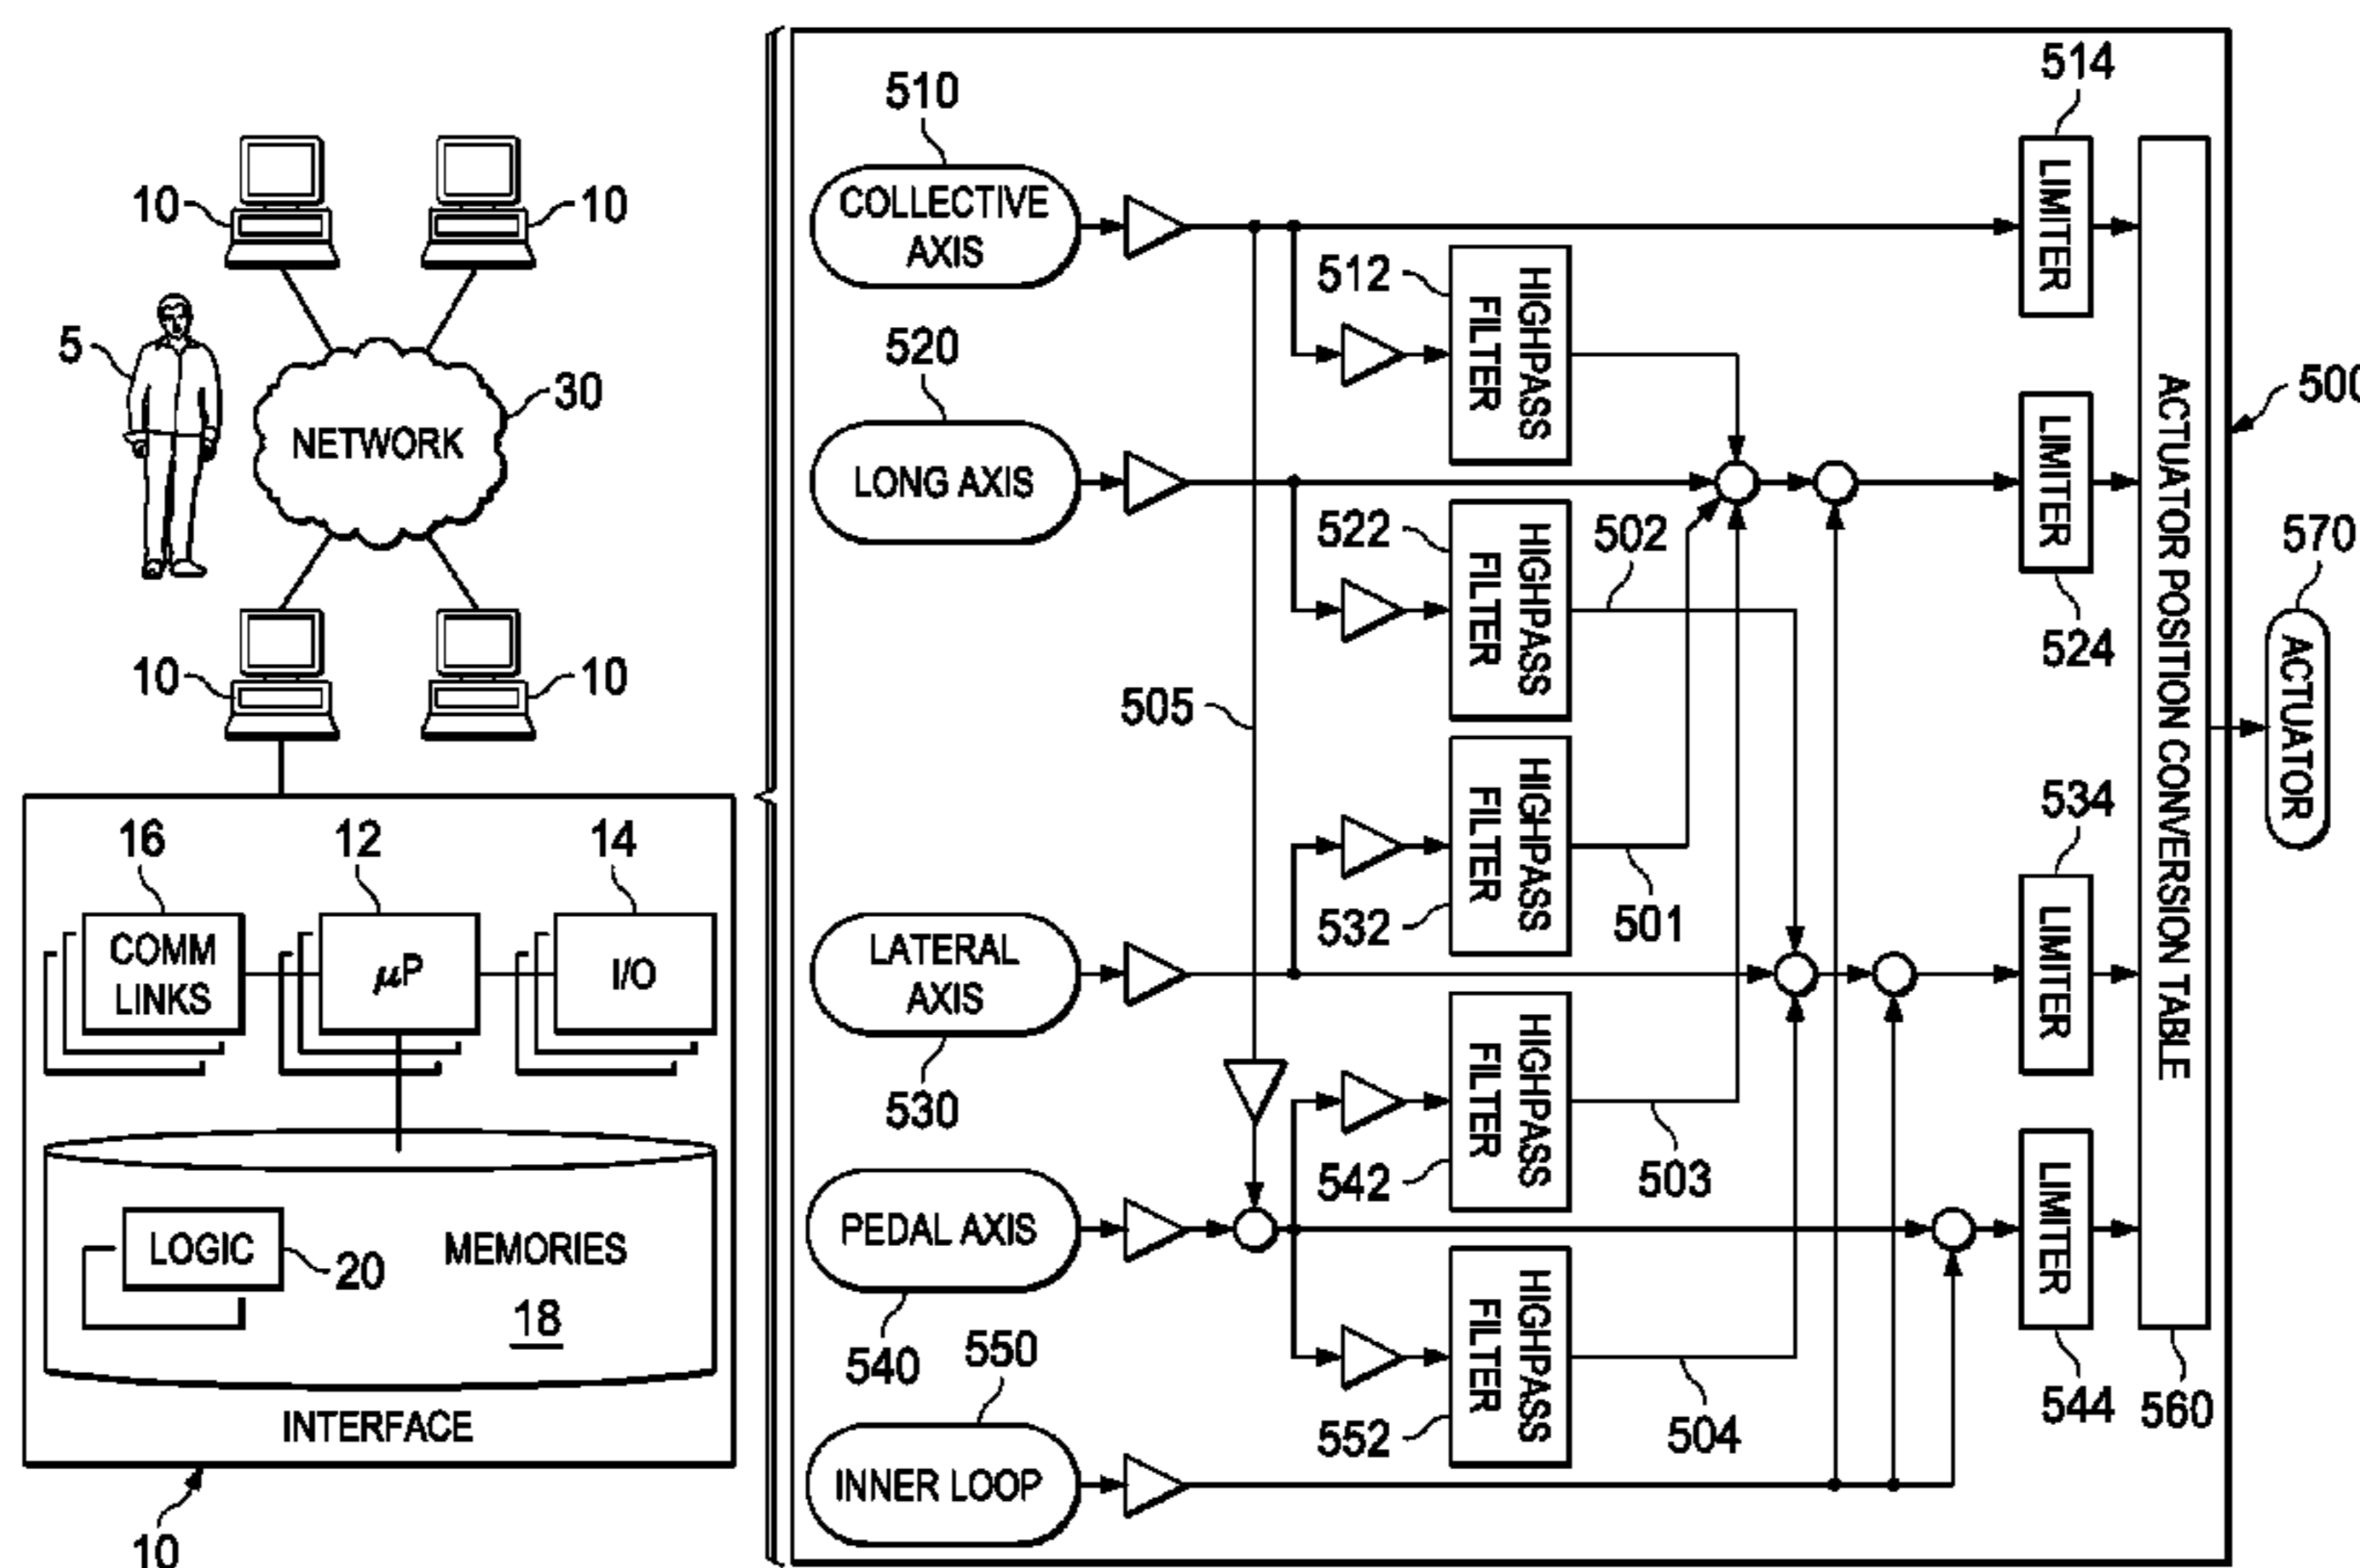 10
10
5
30
NETWORK
10
10
16
12
14
COMM
LINKS
µP
I/O
LOGIC
20
MEMORIES
18
INTERFACE
10
510
COLLECTIVE
AXIS
520
LONG AXIS
505
LATERAL
AXIS
530
PEDAL AXIS
540
550
INNER LOOP
512
HIGHPASS
FILTER
522
HIGHPASS
FILTER
502
HIGHPASS
FILTER
532
501
HIGHPASS
FILTER
542
503
HIGHPASS
FILTER
552
504
514
LIMITER
LIMITER
524
534
LIMITER
LIMITER
544
ACTUATOR POSITION CONVERSION TABLE
560
500
570
ACTUATOR